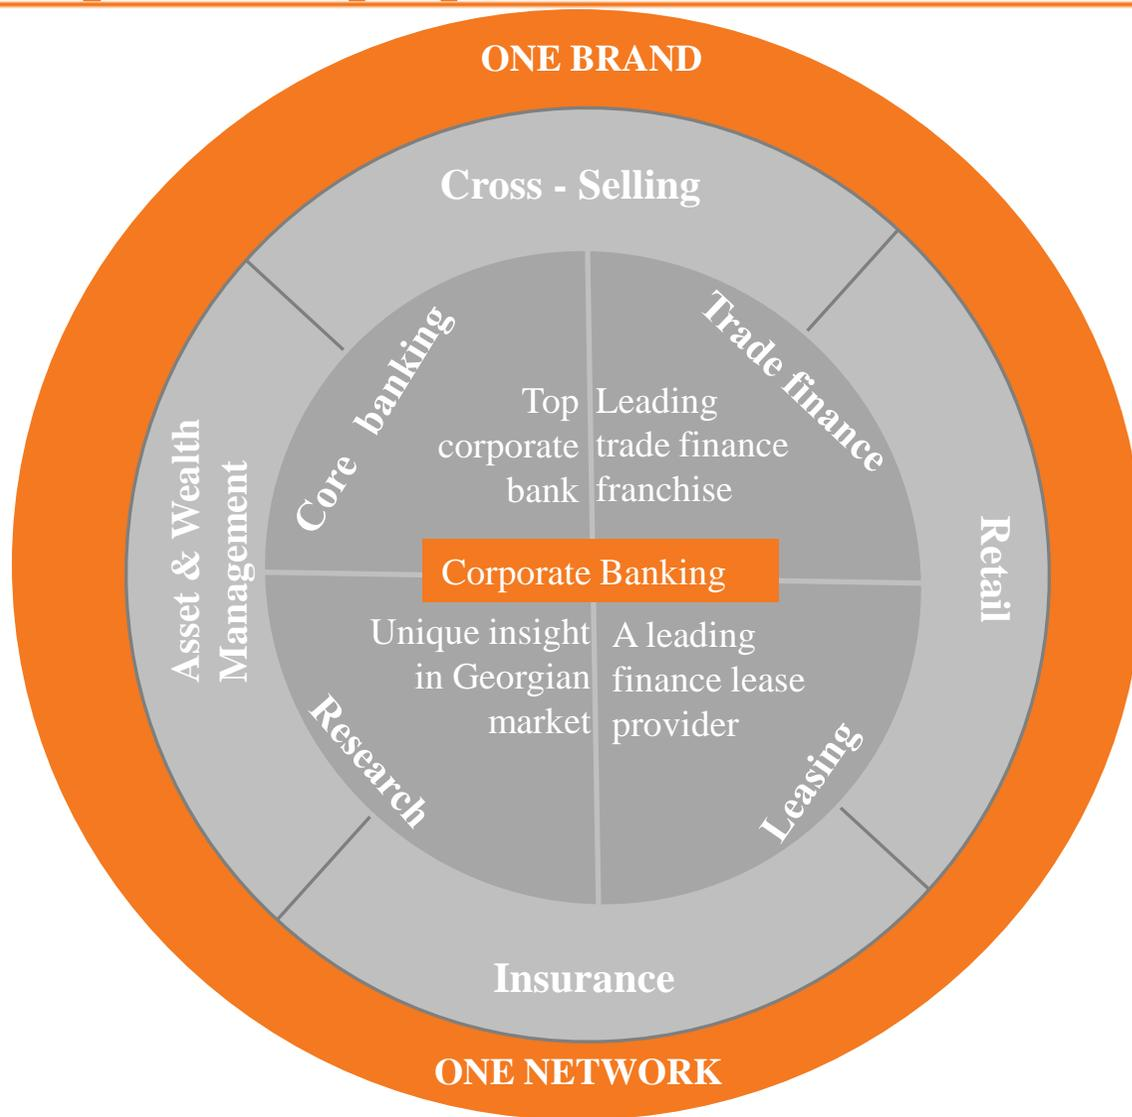 ONE BRAND
Cross - Selling
Core banking
Trade finance
Top
corporate
bank
Leading
trade finance
franchise
Asset & Wealth
Management
Corporate Banking
Retail
Unique insight
in Georgian
market
A leading
finance lease
provider
Research
Leasing
Insurance
ONE NETWORK